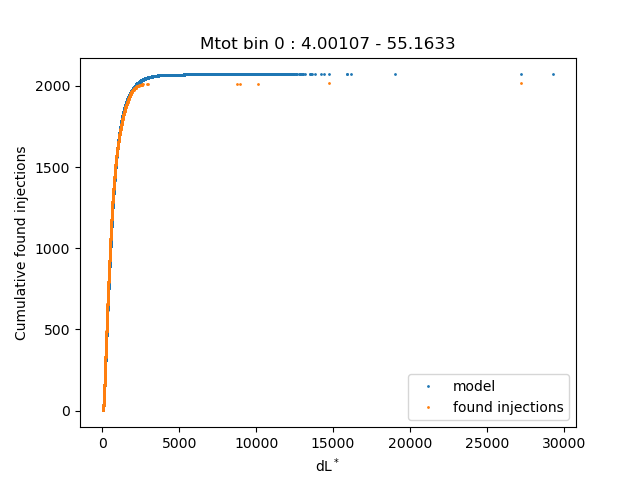 Mtot bin 0 : 4.00107 - 55.1633
Cumulative found injections
2000
1500
1000
500
0
model
found injections
0 5000 10000 15000 20000 25000 30000
dL*